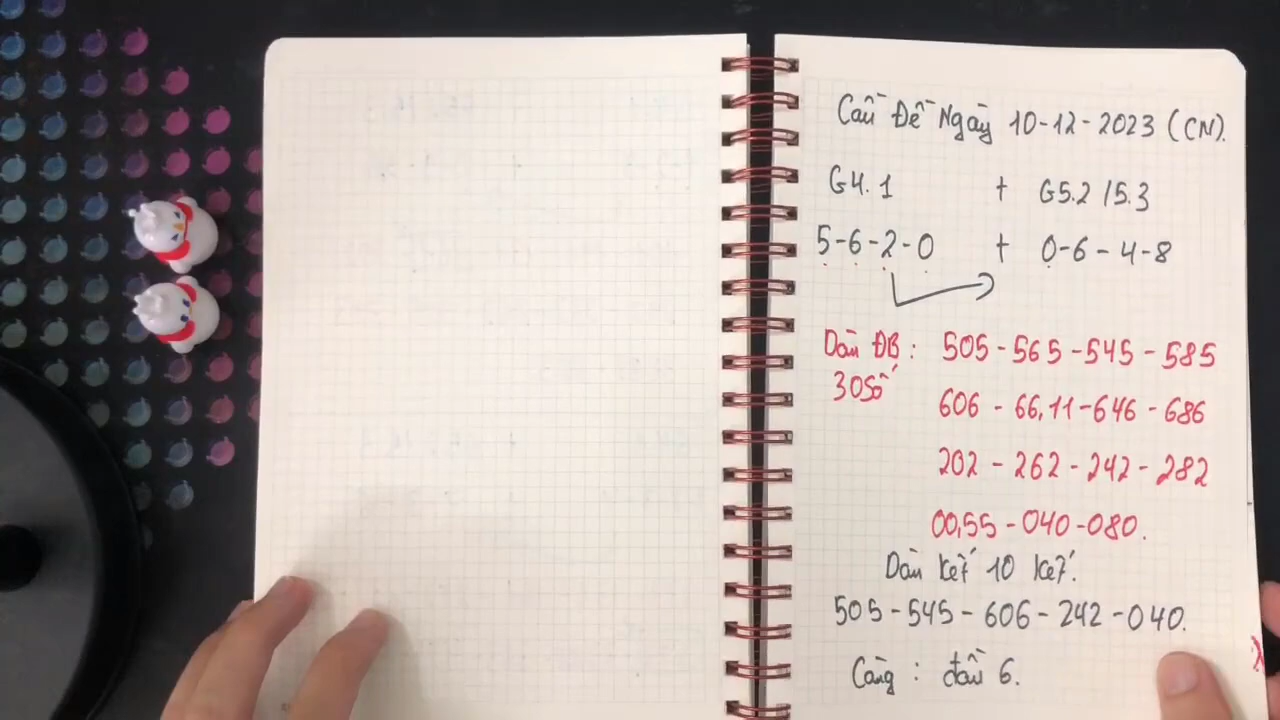 Cầu Đề Ngày 10-12-2023 (CN).
G4.1 + G5.2/5.3
5-6-2-0 + 0-6-4-8
Dàn ĐB: 505-565-545-585
30Số 606-66,11-646-686
202-262-242-282
00,55-040-080.
Dàn kết 10 kết.
505-545-606-242-040.
Càng: đầu 6.